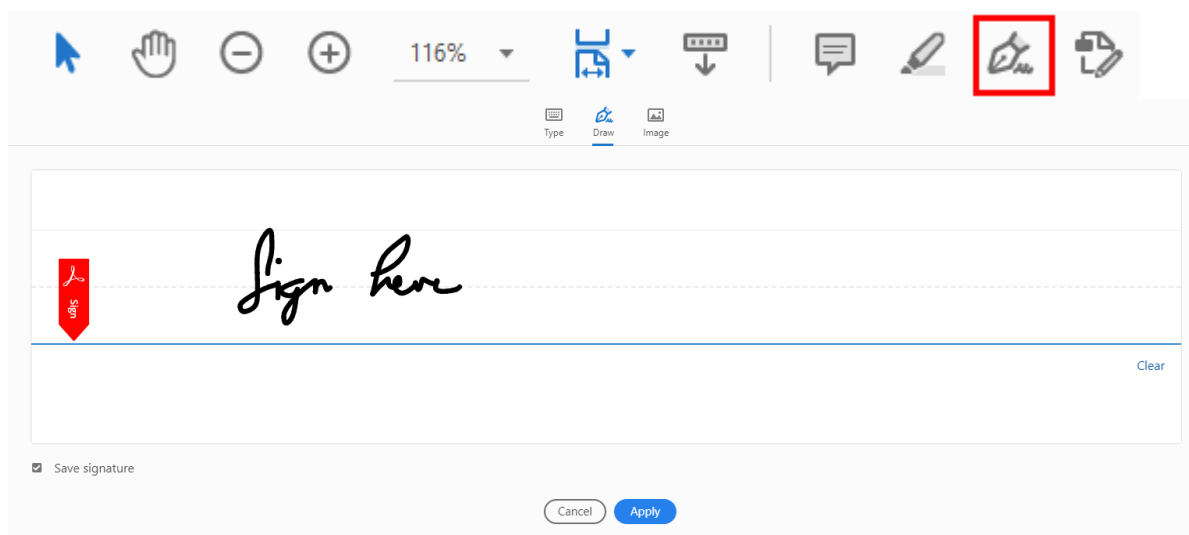 116%
Type Draw Image
Sign
Sign here
Clear
Save signature
Cancel Apply